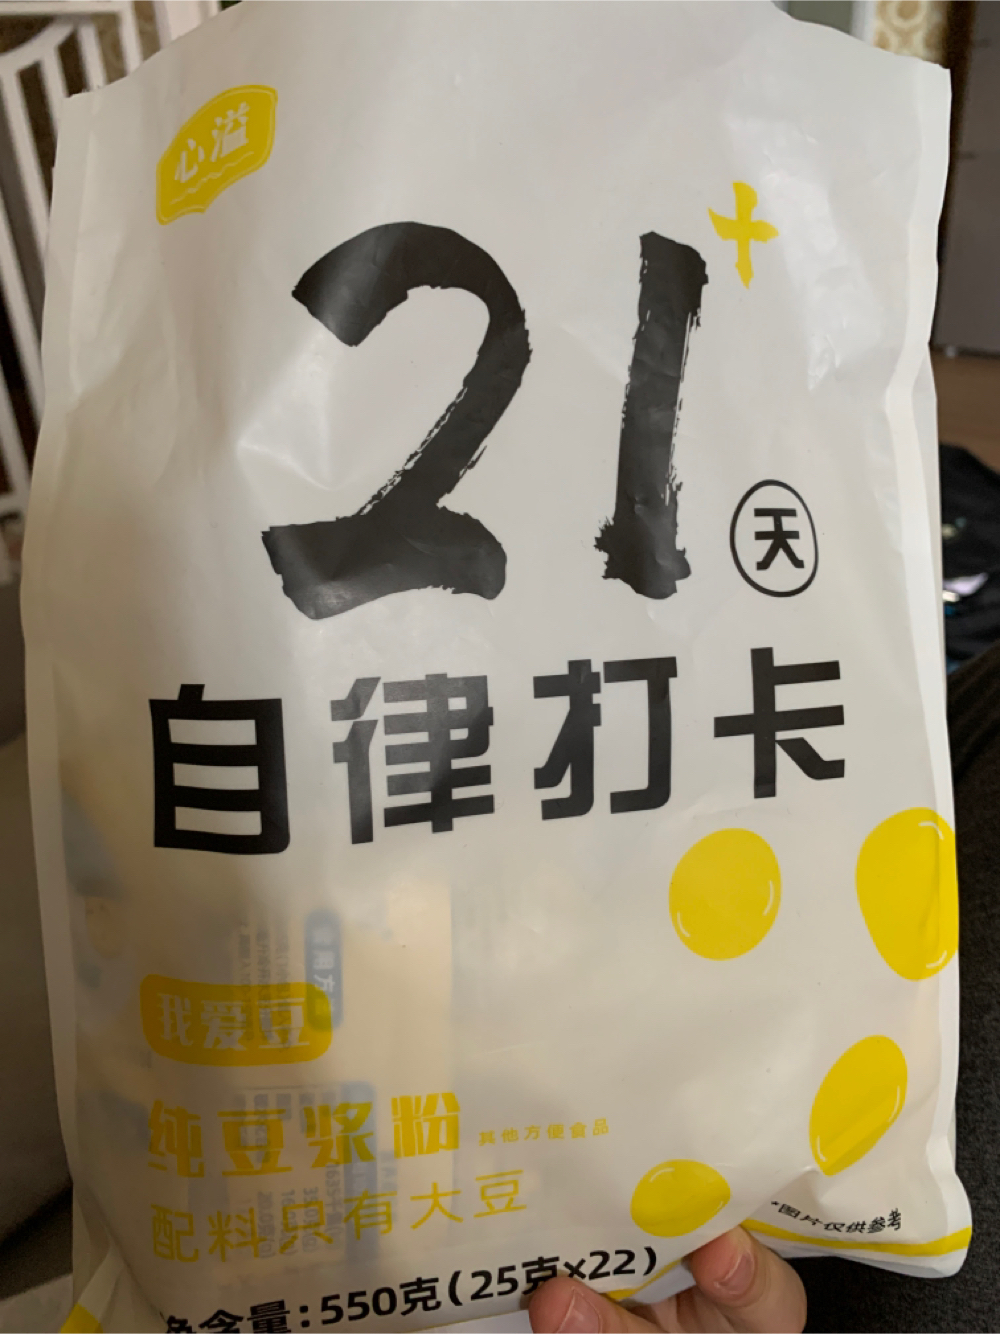 心溢
21+
天
自律打卡
我爱豆
纯豆浆粉 其他方便食品
配料只有大豆
*图片仅供参考
净含量:550克(25克×22)